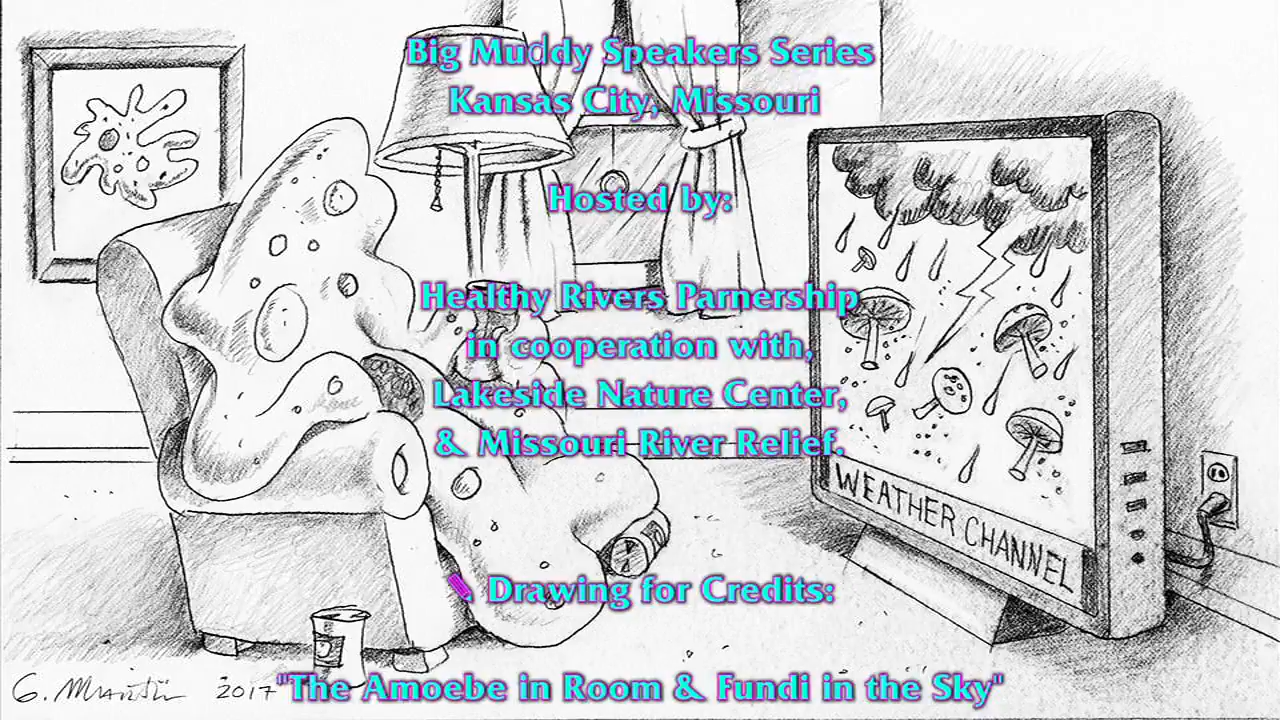 Big Muddy Speakers Series
Kansas City, Missouri
Hosted by:
Healthy Rivers Parnership
in cooperation with,
Lakeside Nature Center,
& Missouri River Relief.
WEATHER CHANNEL
Drawing for Credits:
2017
"The Amoebe in Room & Fundi in the Sky"